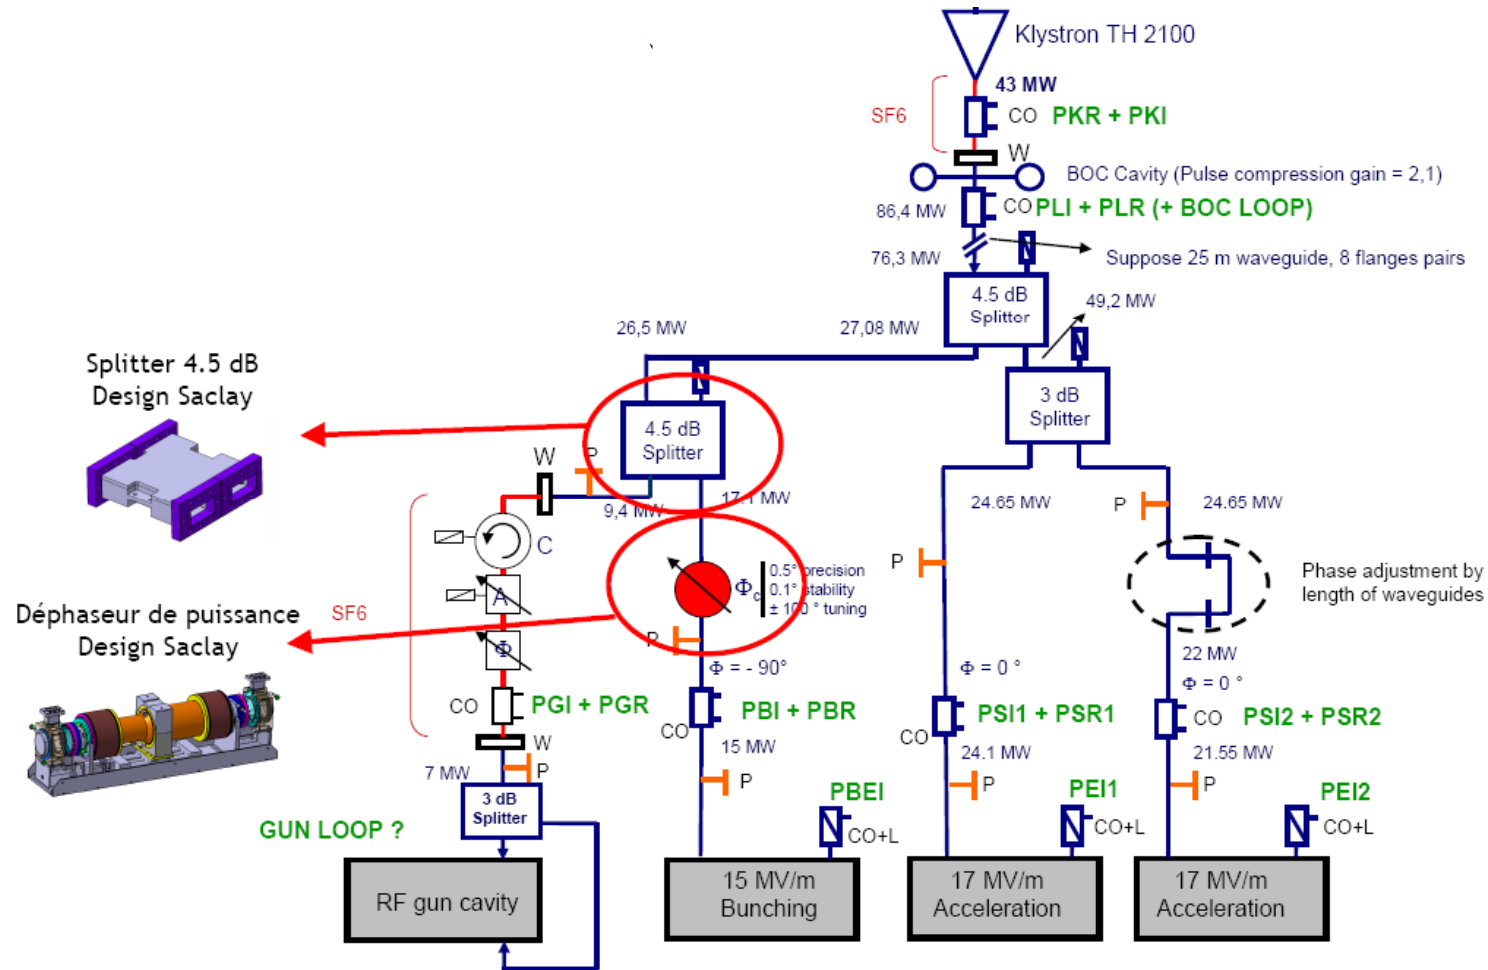 Klystron TH 2100
43 MW
SF6
CO
PKR + PKI
W
BOC Cavity (Pulse compression gain = 2,1)
86,4 MW
CO
PLI + PLR (+ BOC LOOP)
76,3 MW
Suppose 25 m waveguide, 8 flanges pairs
4.5 dB
Splitter
49,2 MW
26,5 MW
27,08 MW
Splitter 4.5 dB
Design Saclay
3 dB
Splitter
4.5 dB
Splitter
W
P
9,4 MW
17.1 MW
24.65 MW
P
24.65 MW
C
P
A
Φc
0.5° precision
0.1° stability
± 100 ° tuning
Phase adjustment by
length of waveguides
Déphaseur de puissance
Design Saclay
SF6
Φ
P
22 MW
Φ = - 90°
Φ = 0 °
Φ = 0 °
CO
PGI + PGR
PBI + PBR
CO
PSI1 + PSR1
CO
CO
PSI2 + PSR2
W
15 MW
24.1 MW
21.55 MW
7 MW
P
P
P
P
3 dB
Splitter
GUN LOOP ?
PBEI
CO+L
PEI1
CO+L
PEI2
CO+L
RF gun cavity
15 MV/m
Bunching
17 MV/m
Acceleration
17 MV/m
Acceleration